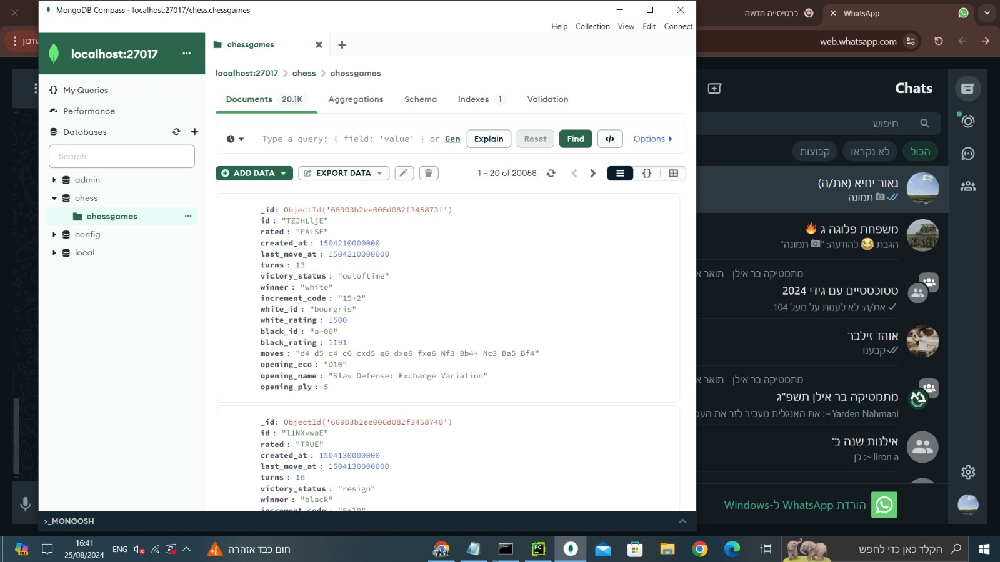 MongoDB Compass - localhost:27017/chess.chessgames
Help Collection View Edit Connect
localhost:27017
chessgames
My Queries
Performance
Databases
Search
admin
chess
chessgames
config
local
localhost:27017 > chess > chessgames
Documents 20.1K Aggregations Schema Indexes 1 Validation
Type a query: { field: 'value' } or Gen
Explain Reset Find </> Options
ADD DATA EXPORT DATA 1 – 20 of 20058 {}
_id: ObjectId('66903b2ee006d082f345873f')
id : "TZJHLljE"
rated : "FALSE"
created_at : 1504210000000
last_move_at : 1504210000000
turns : 13
victory_status : "outoftime"
winner : "white"
increment_code : "15+2"
white_id : "bourgris"
white_rating : 1500
black_id : "a-00"
black_rating : 1191
moves : "d4 d5 c4 c6 cxd5 e6 dxe6 fxe6 Nf3 Bb4+ Nc3 Ba5 Bf4"
opening_eco : "D10"
opening_name : "Slav Defense: Exchange Variation"
opening_ply : 5
_id: ObjectId('66903b2ee006d082f3458740')
id : "l1NXvwaE"
rated : "TRUE"
created_at : 1504130000000
last_move_at : 1504130000000
turns : 16
victory_status : "resign"
winner : "black"
increment_code : "5+10"
>_MONGOSH
כרטיסייה חדשה
WhatsApp
web.whatsapp.com
Chats
חיפוש
הכול לא נקראו קבוצות
נאור יחיא (את/ה)
תמונה
משפחת פלוגה ג 🔥
הגבת 😂 להודעה: "תמונה"
מתמטיקה בר אילן - תואר
סטוכסטיים עם גידי 2024
את/ה: לא לענות על מעל 104.
אוהד זילבר
קבענו
מתמטיקה בר אילן - תואר
מתמטיקה בר אילן תשפ"ג
~ Yarden Nahmani: את האנגלית מעביר לזר את
אילנות שנה ב'
~ liron a: כן
הורדת WhatsApp ל-Windows
16:41
25/08/2024
ENG
חום כבד אזהרה
הקלד כאן כדי לחפש